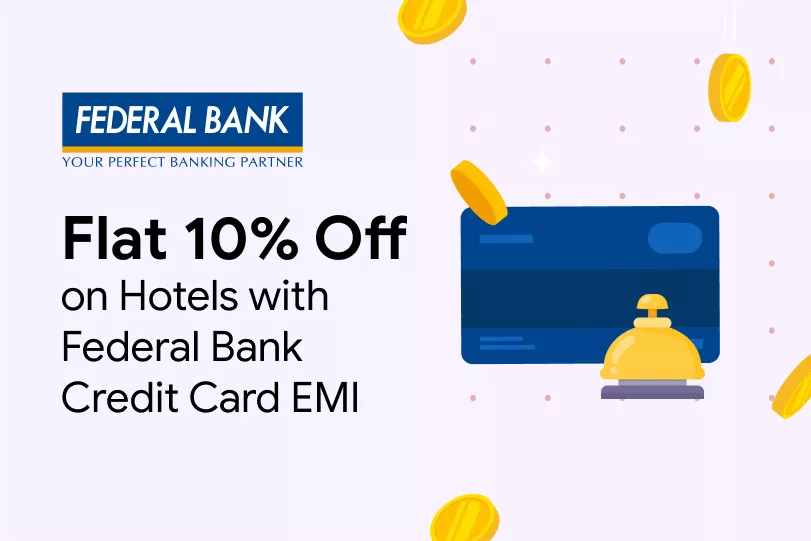 FEDERAL BANK
YOUR PERFECT BANKING PARTNER
Flat 10% Off
on Hotels with
Federal Bank
Credit Card EMI